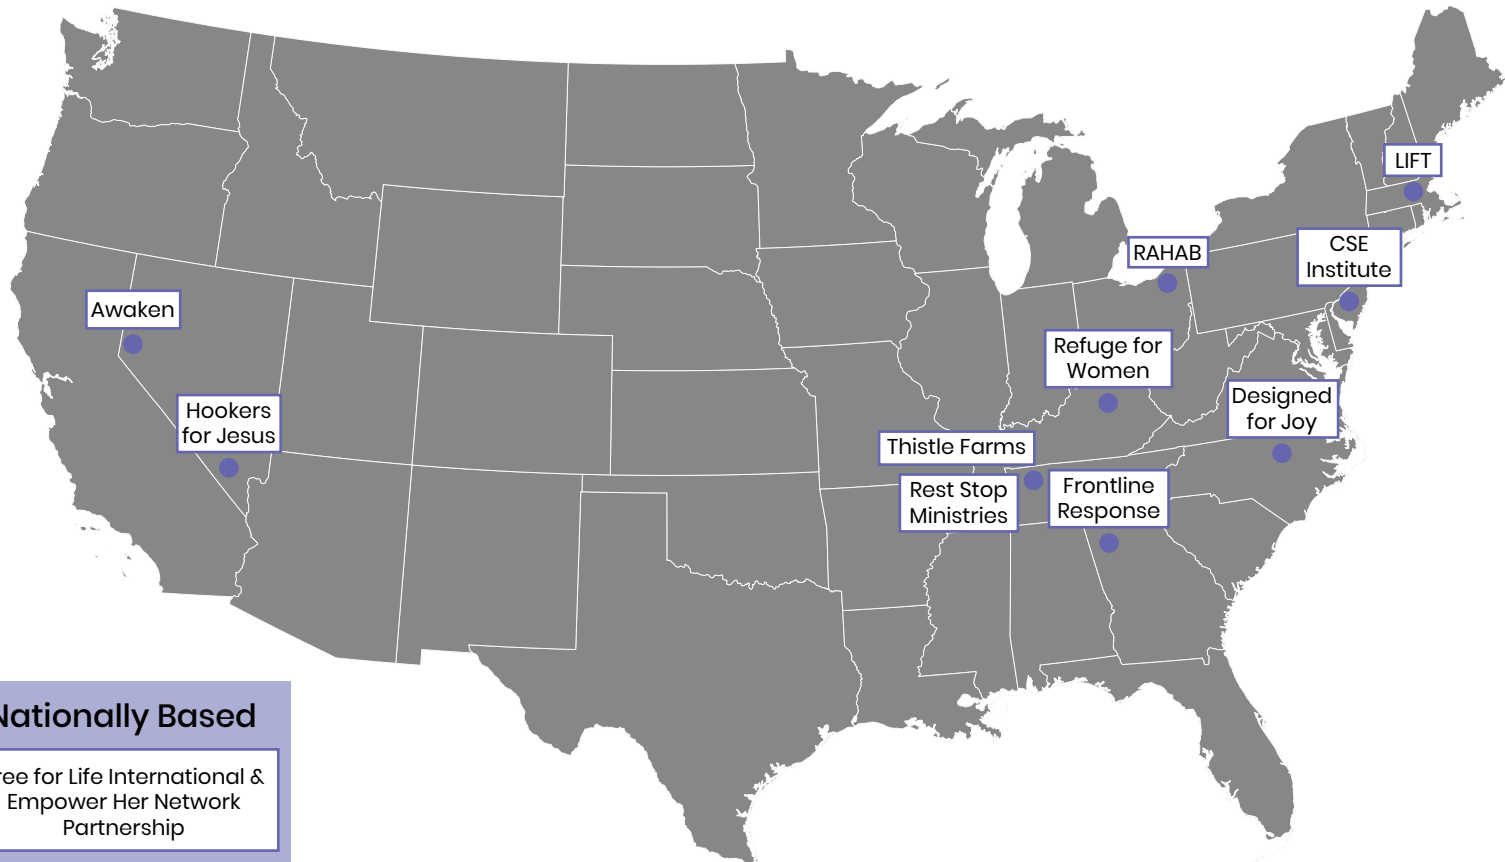 LIFT
CSE
Institute
RAHAB
Awaken
Refuge for
Women
Designed
for Joy
Hookers
for Jesus
Thistle Farms
Rest Stop
Ministries
Frontline
Response
Nationally Based
ree for Life International &
Empower Her Network
Partnership